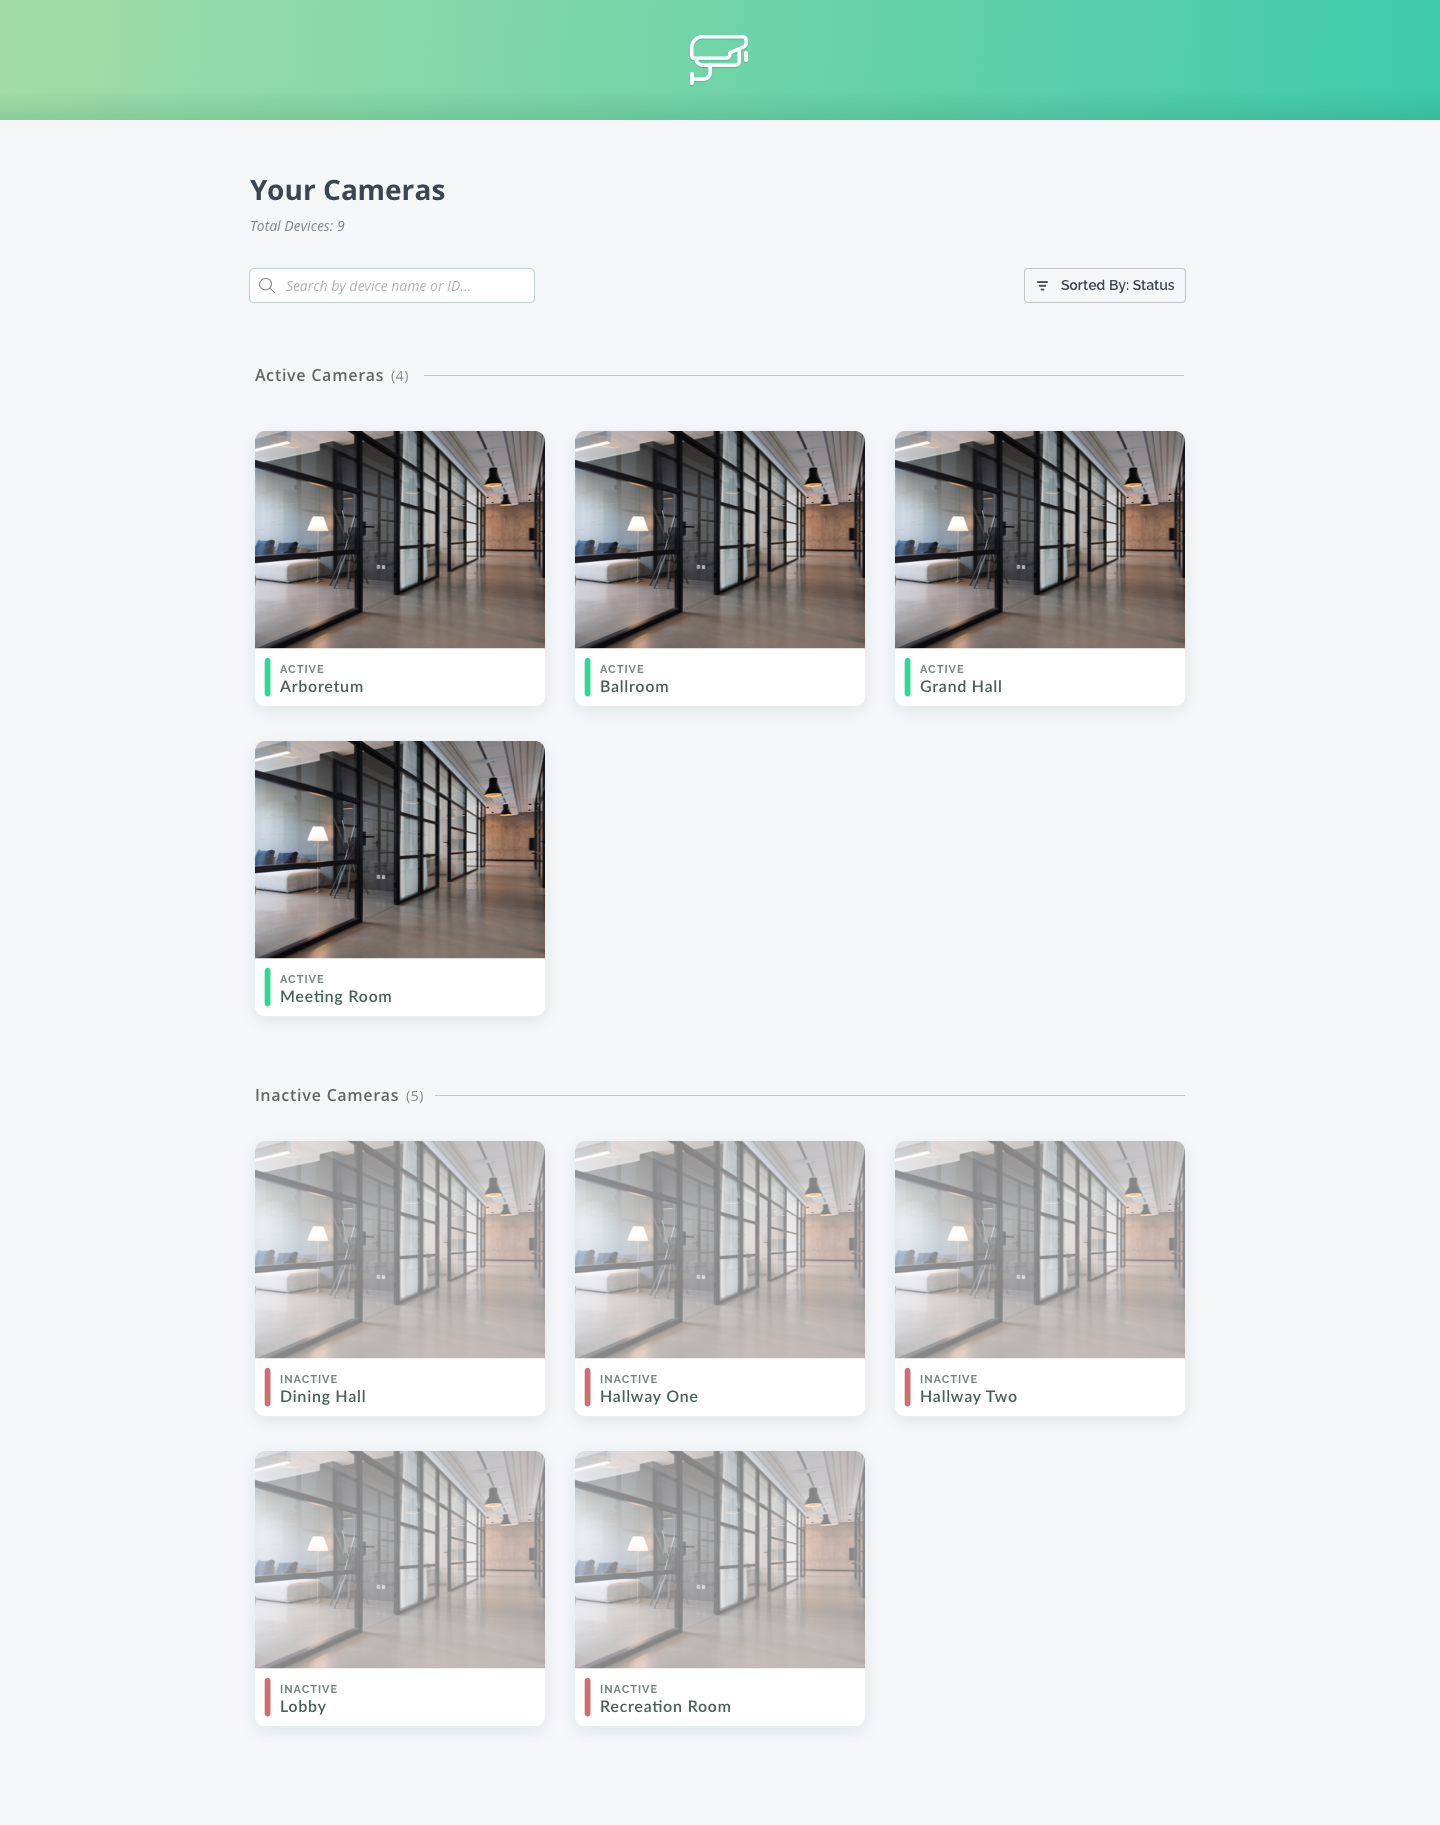 Your Cameras
Total Devices: 9
Search by device name or ID...
Sorted By: Status
Active Cameras (4)
ACTIVE
Arboretum
ACTIVE
Ballroom
ACTIVE
Grand Hall
ACTIVE
Meeting Room
Inactive Cameras (5)
INACTIVE
Dining Hall
INACTIVE
Hallway One
INACTIVE
Hallway Two
INACTIVE
Lobby
INACTIVE
Recreation Room